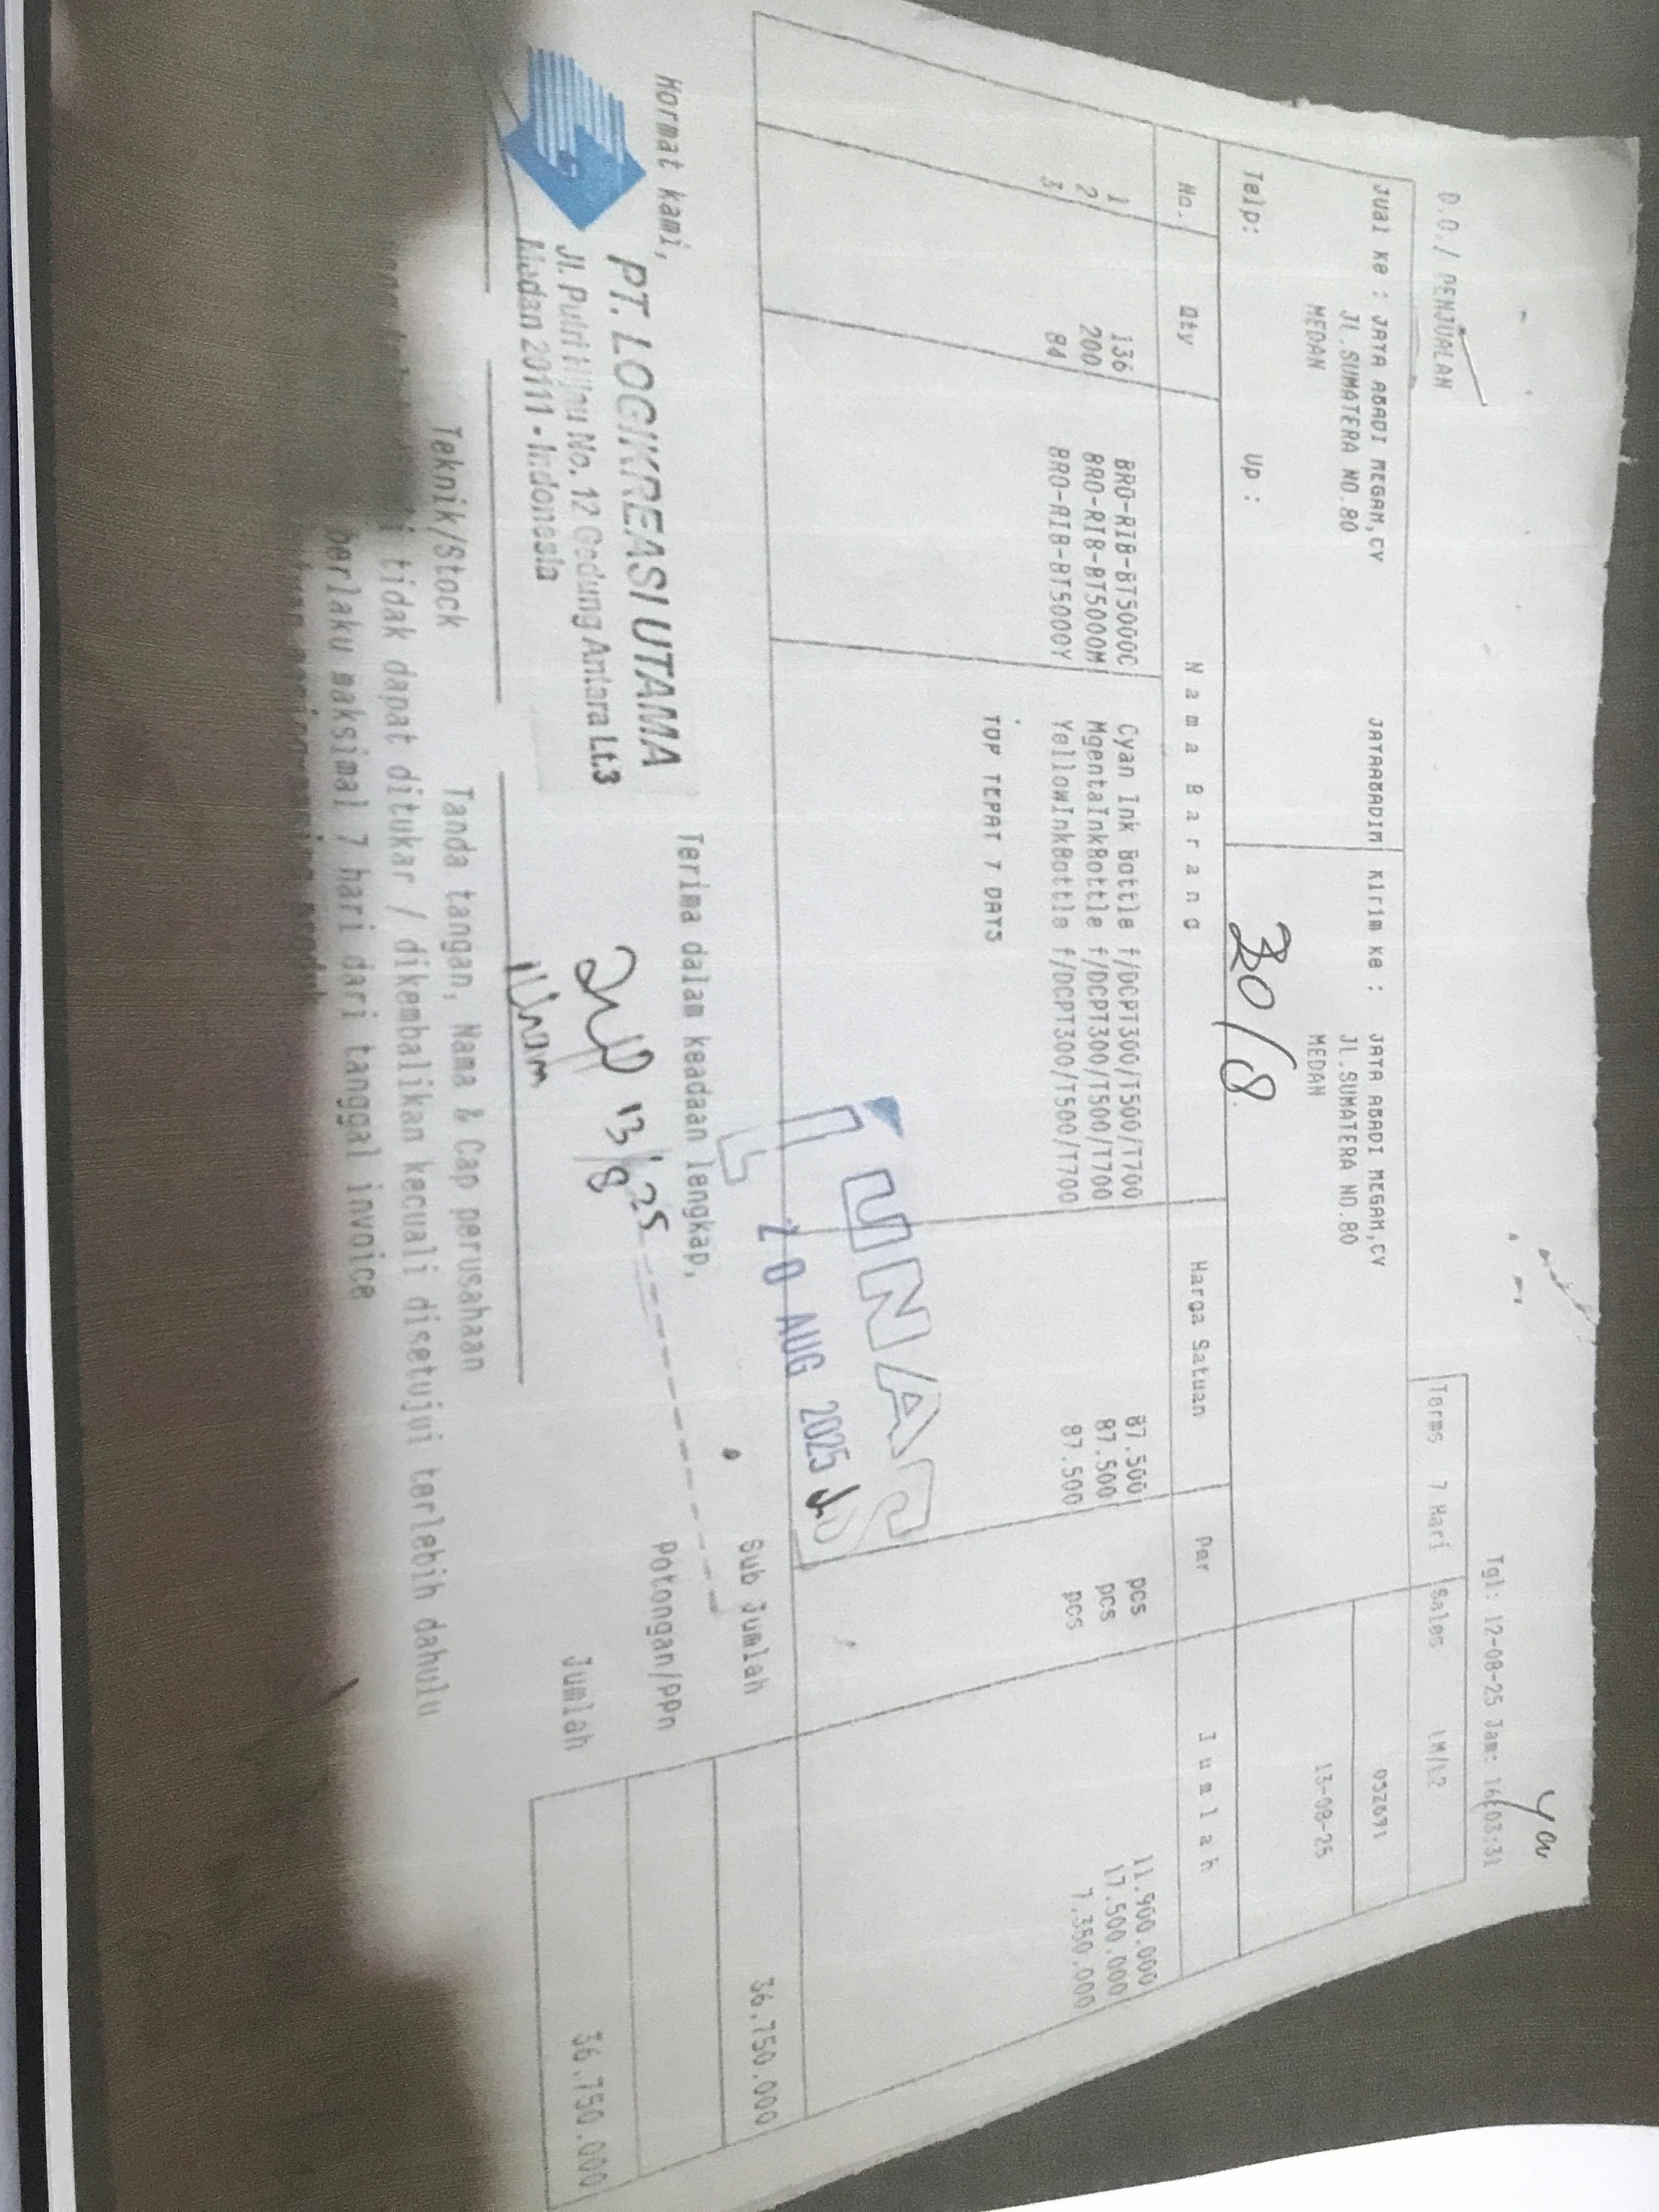 D.O./ PENJUALAN
Tgl: 12-08-25 Jam: 16:03:31
Terms 7 Hari Sales LM/L2
Jual ke : JAYA ABADI MEGAH,CV JAYAABADIM
JL.SUMATERA NO.80
MEDAN
Kirim ke : JAYA ABADI MEGAH,CV
JL.SUMATERA NO.80
MEDAN
052691
13-08-25
Telp: Up :
30/8
No. Qty Nama Barang Harga Satuan Per Jumlah
1 136 BRO-RIB-BT5000C Cyan Ink Bottle f/DCPT300/T500/T700 87.500 pcs 11.900.000
2 200 BRO-RIB-BT5000M MgentaInkBottle f/DCPT300/T500/T700 87.500 pcs 17.500.000
3 84 BRO-RIB-BT5000Y YellowInkBottle f/DCPT300/T500/T700 87.500 pcs 7.350.000
TOP TEPAT 7 DAYS
LUNAS
20 AUG 2025
Sub Jumlah 36.750.000
Potongan/PPn
Jumlah 36.750.000
Hormat kami,
PT. LOGIKREASI UTAMA
Jl. Putri Hijau No. 12 Gedung Antara Lt.3
Medan 20111 - Indonesia
Terima dalam keadaan lengkap,
13/8 25
Teknik/Stock
Tanda tangan, Nama & Cap perusahaan
tidak dapat ditukar / dikembalikan kecuali disetujui terlebih dahulu
berlaku maksimal 7 hari dari tanggal invoice